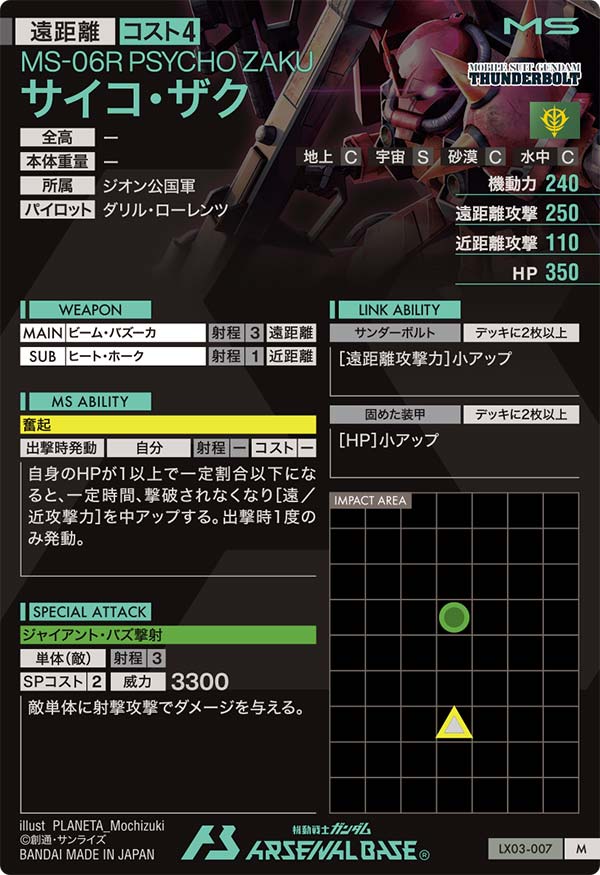 遠距離 コスト4 MS
MS-06R PSYCHO ZAKU
サイコ・ザク
MOBILE SUIT GUNDAM
THUNDERBOLT
全高 ー
本体重量 ー
所属 ジオン公国軍
パイロット ダリル・ローレンツ
地上 C 宇宙 S 砂漠 C 水中 C
機動力 240
遠距離攻撃 250
近距離攻撃 110
HP 350
WEAPON
MAIN ビーム・バズーカ 射程 3 遠距離
SUB ヒート・ホーク 射程 1 近距離
MS ABILITY
奮起
出撃時発動 自分 射程 ー コスト ー
自身のHPが1以上で一定割合以下にな
ると、一定時間、撃破されなくなり[遠／
近攻撃力]を中アップする。出撃時1度の
み発動。
SPECIAL ATTACK
ジャイアント・バズ撃射
単体(敵) 射程 3
SPコスト 2 威力 3300
敵単体に射撃攻撃でダメージを与える。
LINK ABILITY
サンダーボルト デッキに2枚以上
[遠距離攻撃力]小アップ
固めた装甲 デッキに2枚以上
[HP]小アップ
IMPACT AREA
illust PLANETA_Mochizuki
©創通・サンライズ
BANDAI MADE IN JAPAN
機動戦士ガンダム
ARSENAL BASE®
LX03-007 M